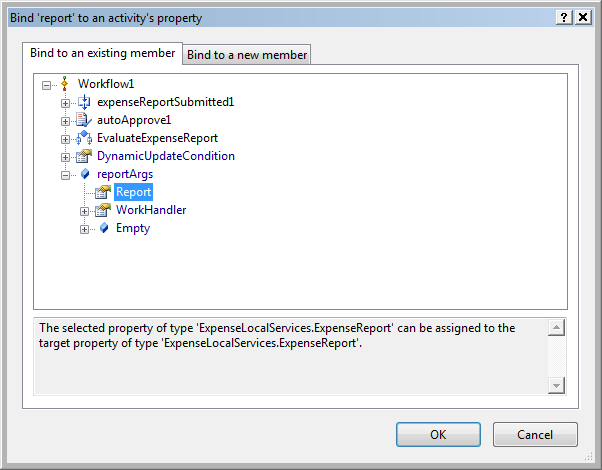 Bind 'report' to an activity's property
Bind to an existing member
Bind to a new member
Workflow1
expenseReportSubmitted1
autoApprove1
EvaluateExpenseReport
DynamicUpdateCondition
reportArgs
Report
WorkHandler
Empty
The selected property of type 'ExpenseLocalServices.ExpenseReport' can be assigned to the
target property of type 'ExpenseLocalServices.ExpenseReport'.
OK
Cancel